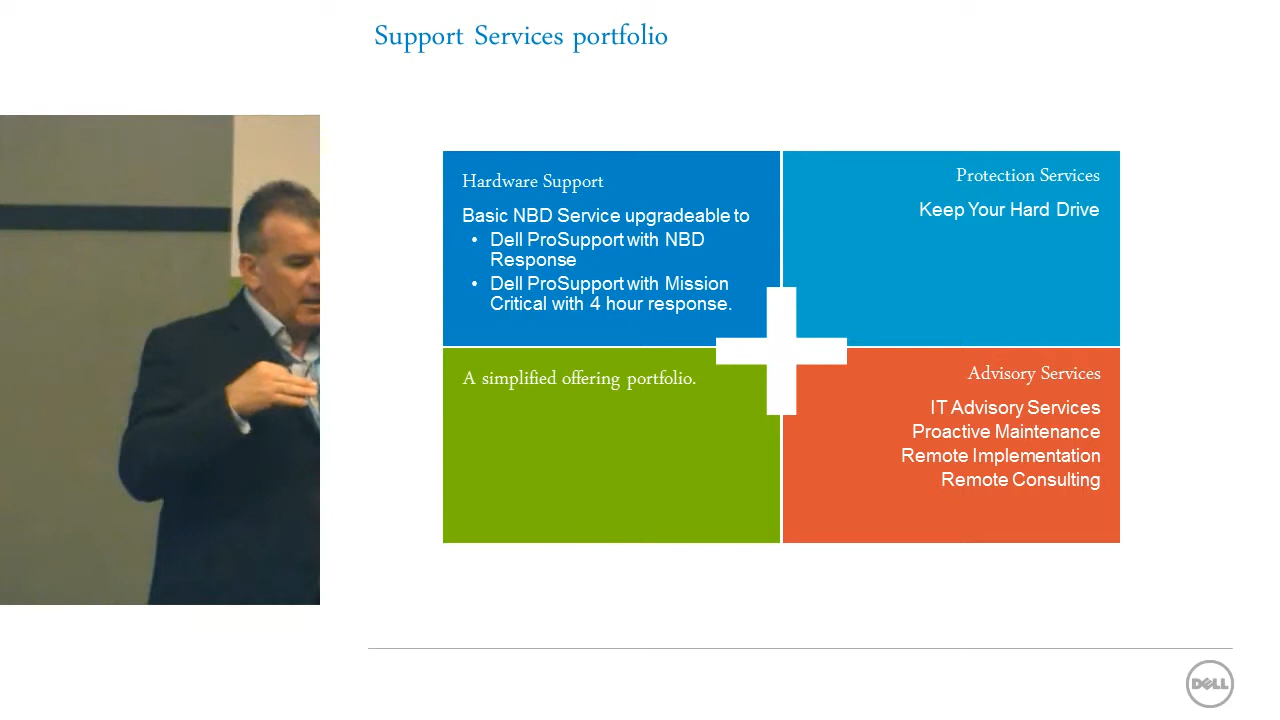 Support Services portfolio
Hardware Support
Basic NBD Service upgradeable to
• Dell ProSupport with NBD
Response
• Dell ProSupport with Mission
Critical with 4 hour response.
Protection Services
Keep Your Hard Drive
A simplified offering portfolio.
Advisory Services
IT Advisory Services
Proactive Maintenance
Remote Implementation
Remote Consulting
DELL